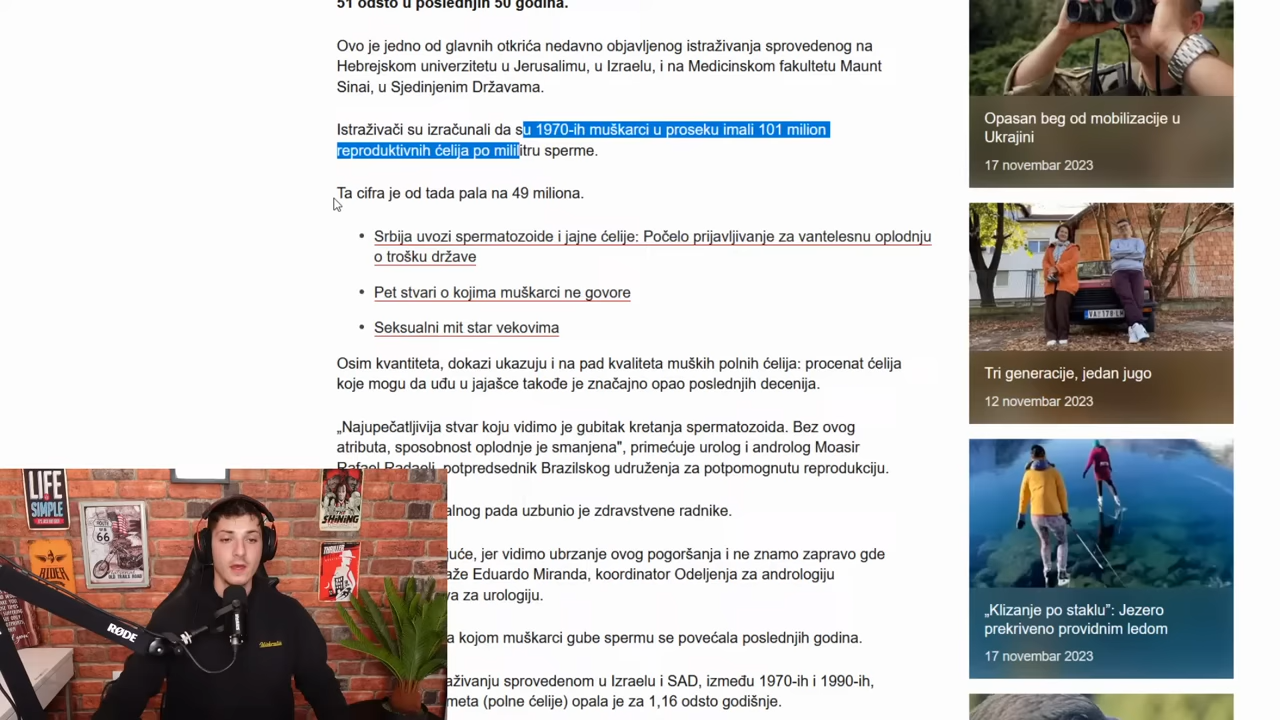 51 odsto u poslednjih 50 godina.
Ovo je jedno od glavnih otkrića nedavno objavljenog istraživanja sprovedenog na
Hebrejskom univerzitetu u Jerusalimu, u Izraelu, i na Medicinskom fakultetu Maunt
Sinai, u Sjedinjenim Državama.
Istraživači su izračunali da su 1970-ih muškarci u proseku imali 101 milion
reproduktivnih ćelija po mililitru sperme.
Ta cifra je od tada pala na 49 miliona.
• Srbija uvozi spermatozoide i jajne ćelije: Počelo prijavljivanje za vantelesnu oplodnju
o trošku države
• Pet stvari o kojima muškarci ne govore
• Seksualni mit star vekovima
Osim kvantiteta, dokazi ukazuju i na pad kvaliteta muških polnih ćelija: procenat ćelija
koje mogu da uđu u jajašce takođe je značajno opao poslednjih decenija.
„Najupečatljivija stvar koju vidimo je gubitak kretanja spermatozoida. Bez ovog
atributa, sposobnost oplodnje je smanjena", primećuje urolog i androlog Moasir
Rafael Radaeli, potpredsednik Brazilskog udruženja za potpomognutu reprodukciju.
alnog pada uzbunio je zdravstvene radnike.
uće, jer vidimo ubrzanje ovog pogoršanja i ne znamo zapravo gde
aže Eduardo Miranda, koordinator Odeljenja za andrologiju
va za urologiju.
a kojom muškarci gube spermu se povećala poslednjih godina.
aživanju sprovedenom u Izraelu i SAD, između 1970-ih i 1990-ih,
meta (polne ćelije) opala je za 1,16 odsto godišnje.
Opasan beg od mobilizacije u
Ukrajini
17 novembar 2023
VA 178
Tri generacije, jedan jugo
12 novembar 2023
„Klizanje po staklu”: Jezero
prekriveno providnim ledom
17 novembar 2023
LIFE
SIMPLE
ROUTE
66
THE
SHINING
THRILLER
RIDER
RØDE